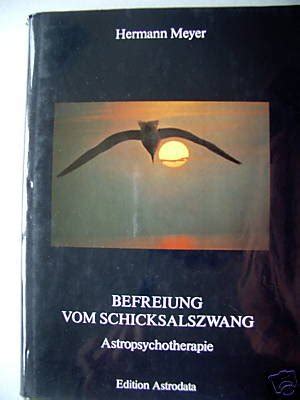 Hermann Meyer
BEFREIUNG
VOM SCHICKSALSZWANG
Astropsychotherapie
Edition Astrodata